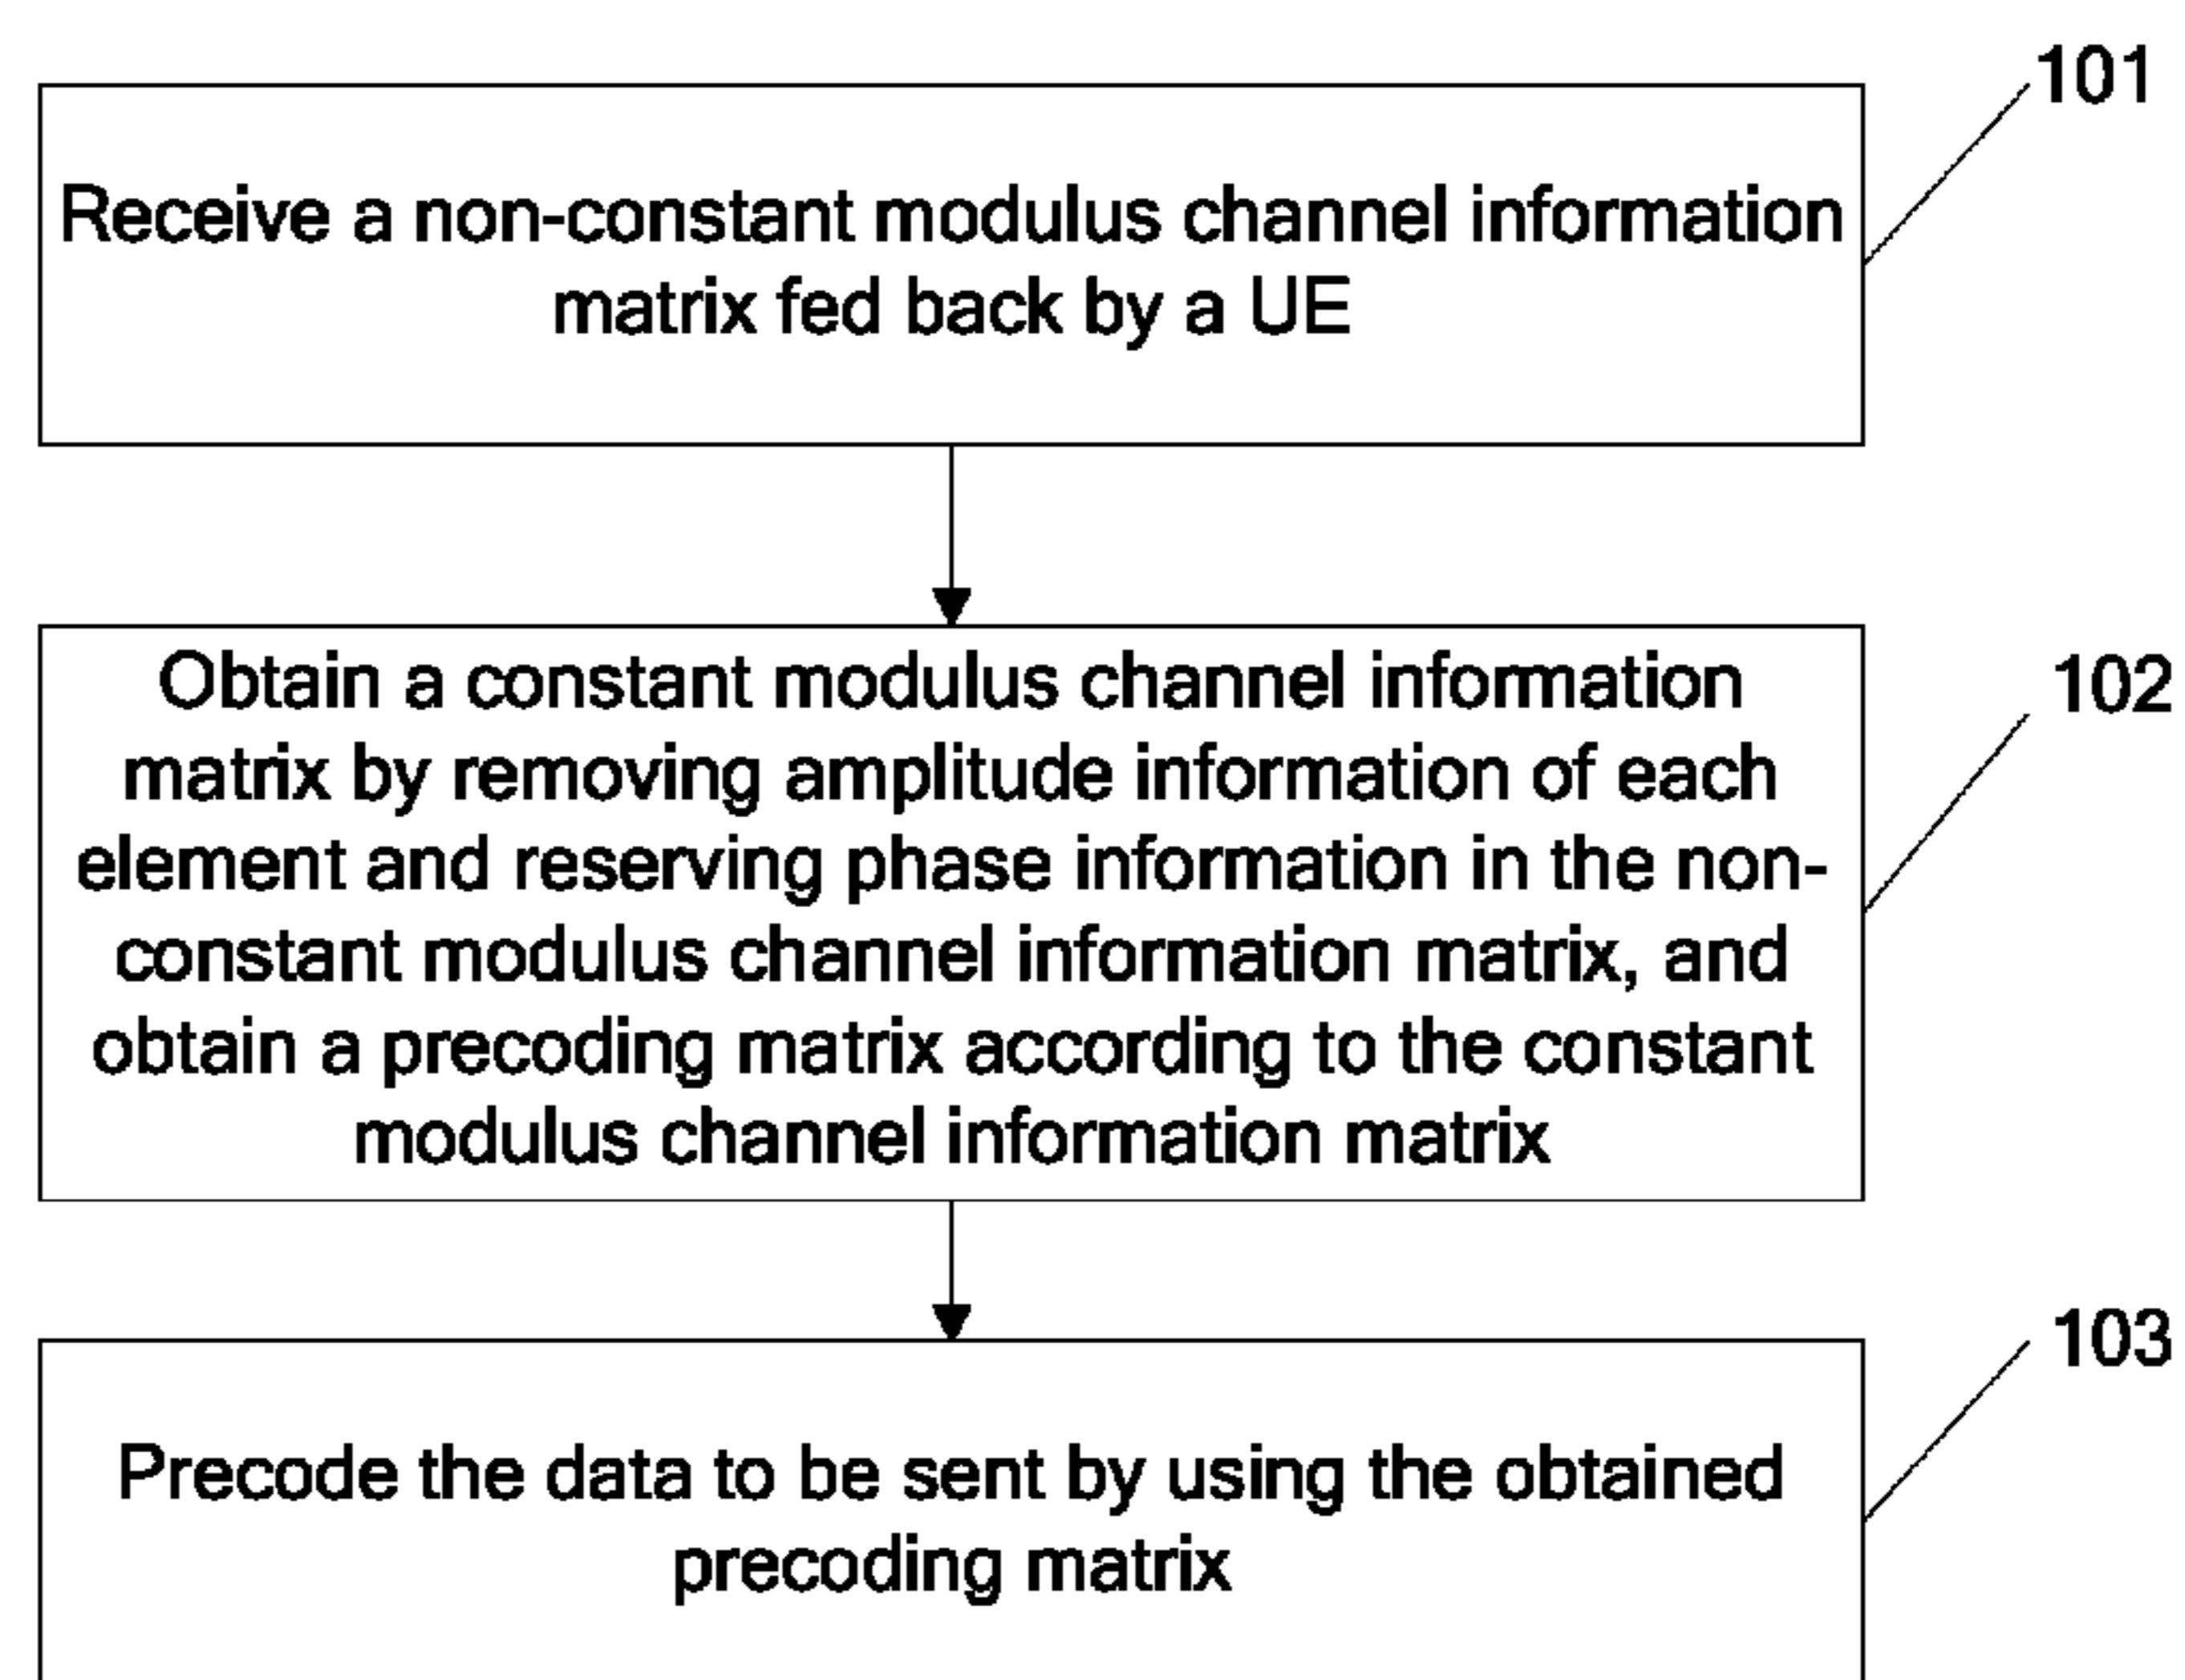 101
Receive a non-constant modulus channel information
matrix fed back by a UE
102
Obtain a constant modulus channel information
matrix by removing amplitude information of each
element and reserving phase information in the non-
constant modulus channel information matrix, and
obtain a precoding matrix according to the constant
modulus channel information matrix
103
Precode the data to be sent by using the obtained
precoding matrix